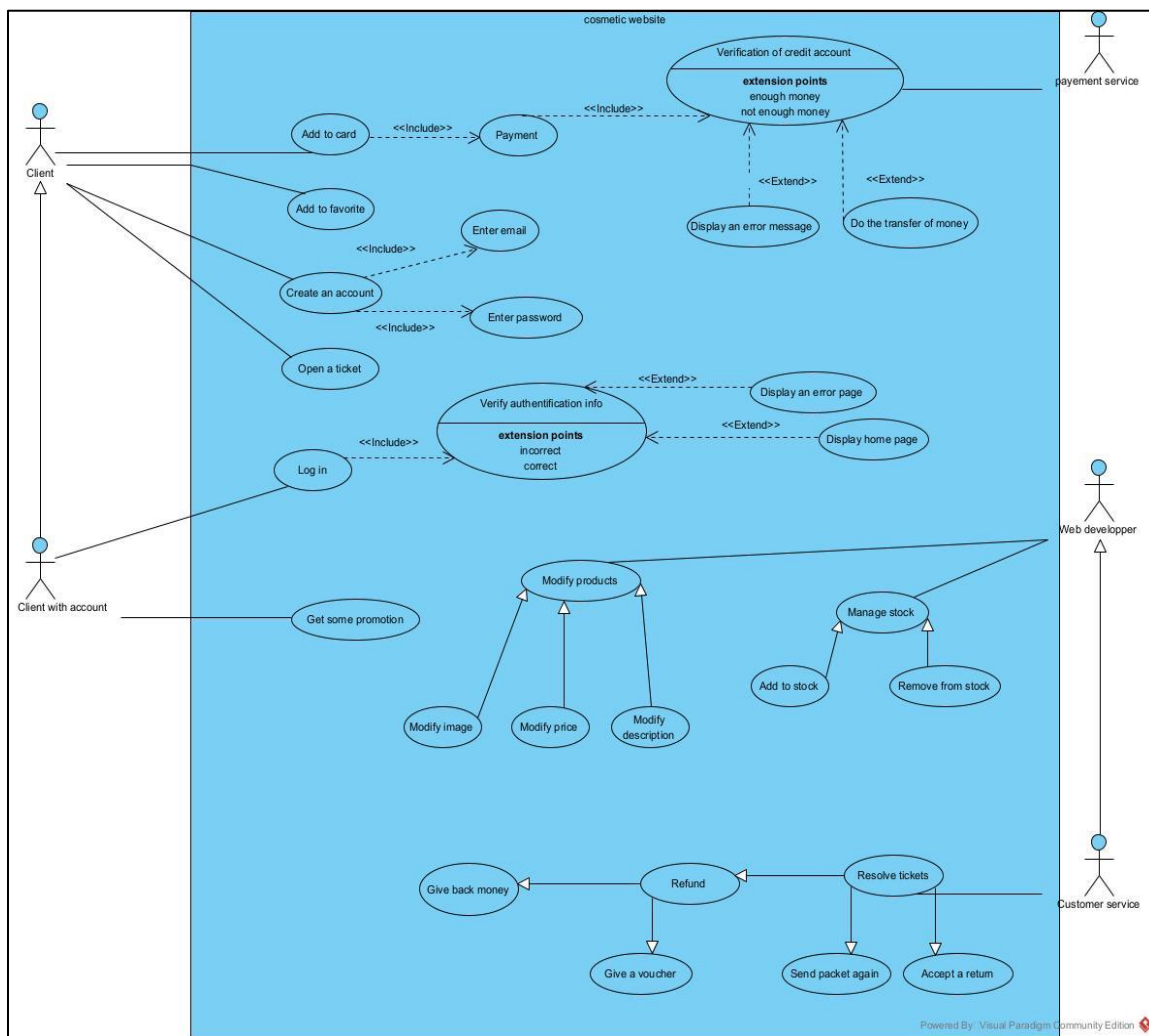 cosmetic website
Verification of credit account
extension points
enough money
not enough money
payement service
<<Include>>
<<Include>>
Add to card
Payment
Client
<<Extend>>
<<Extend>>
Add to favorite
Display an error message
Do the transfer of money
Enter email
<<Include>>
Create an account
Enter password
<<Include>>
Open a ticket
<<Extend>>
Display an error page
Verify authentification info
extension points
incorrect
correct
<<Extend>>
Display home page
<<Include>>
Log in
Web developper
Modify products
Client with account
Get some promotion
Manage stock
Add to stock
Remove from stock
Modify image
Modify price
Modify
description
Give back money
Refund
Resolve tickets
Customer service
Give a voucher
Send packet again
Accept a return
Powered By: Visual Paradigm Community Edition